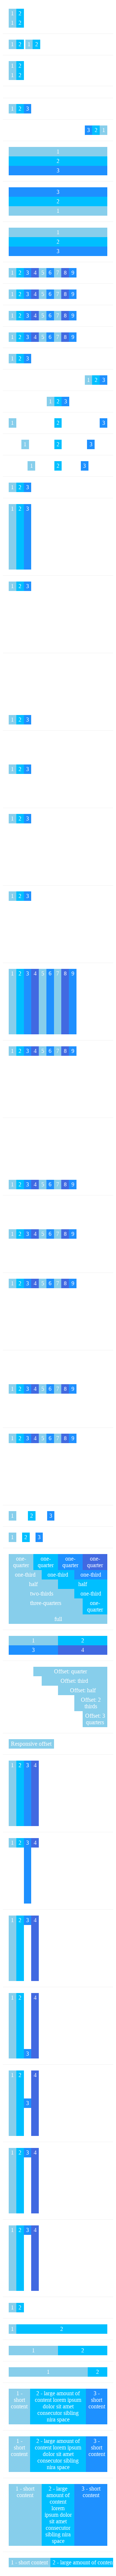 1 2
1 2
1 2 1 2
1 2
1 2
1 2 3
3 2 1
1
2
3
3
2
1
1
2
3
1 2 3 4 5 6 7 8 9
1 2 3 4 5 6 7 8 9
1 2 3 4 5 6 7 8 9
1 2 3 4 5 6 7 8 9
1 2 3
1 2 3
1 2 3
1 2 3
1 2 3
1 2 3
1 2 3
1 2 3
1 2 3
1 2 3
1 2 3
1 2 3
1 2 3
1 2 3 4 5 6 7 8 9
1 2 3 4 5 6 7 8 9
1 2 3 4 5 6 7 8 9
1 2 3 4 5 6 7 8 9
1 2 3 4 5 6 7 8 9
1 2 3 4 5 6 7 8 9
1 2 3 4 5 6 7 8 9
1 2 3
1 2 3
one-quarter one-quarter one-quarter one-quarter
one-third one-third one-third
half half
two-thirds one-third
three-quarters one-quarter
full
1 2
3 4
Offset: quarter
Offset: third
Offset: half
Offset: 2 thirds
Offset: 3 quarters
Responsive offset
1 2 3 4
1 2 3 4
1 2 3 4
1 2 4
3
1 2 4
3
1 2 3 4
1 2 3 4
1 2
1 2
1 2
1 2
1 - short content 2 - large amount of content lorem ipsum dolor sit amet consecutur sibling nira space 3 - short content
1 - short content 2 - large amount of content lorem ipsum dolor sit amet consecutur sibling nira space 3 - short content
1 - short content 2 - large amount of content lorem ipsum dolor sit amet consecutur sibling nira space 3 - short content
1 - short content 2 - large amount of content